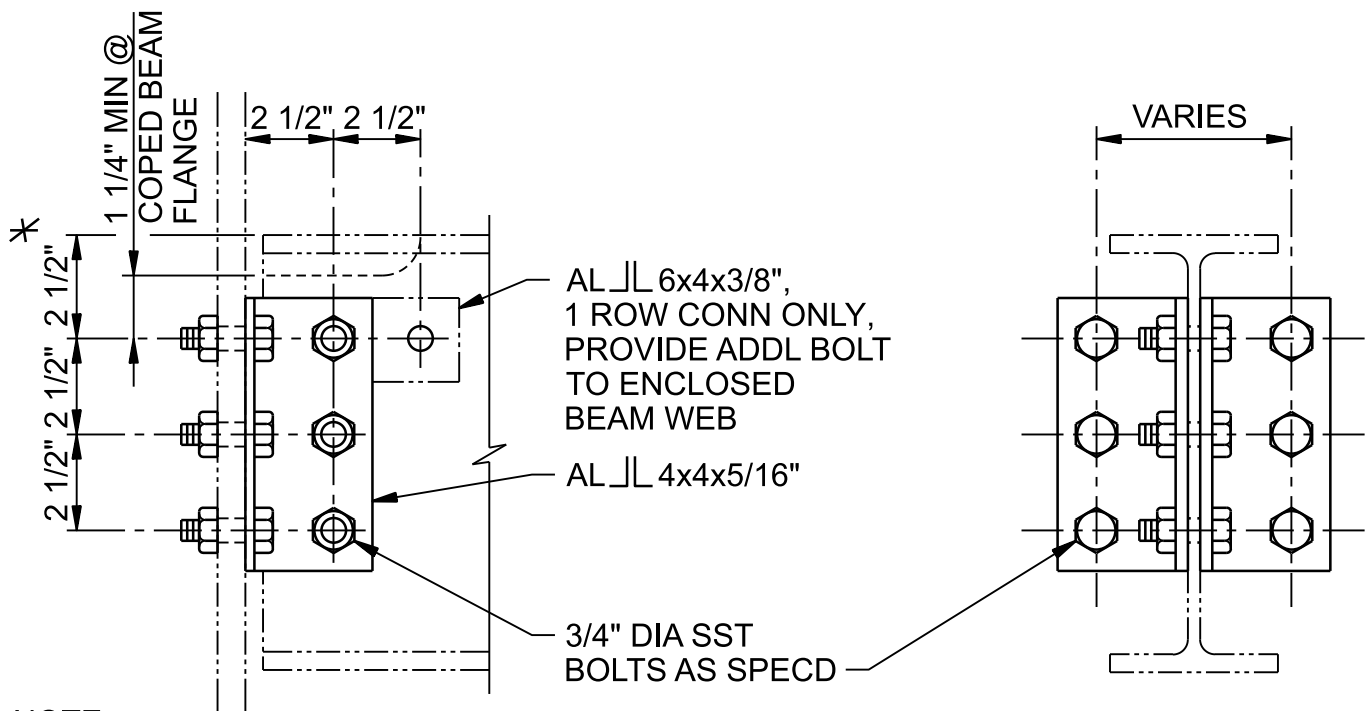 1 1/4" MIN @
COPED BEAM
FLANGE
2 1/2" 2 1/2"
VARIES
2 1/2"
2 1/2"
2 1/2"
AL ⅃L 6x4x3/8",
1 ROW CONN ONLY,
PROVIDE ADDL BOLT
TO ENCLOSED
BEAM WEB
AL ⅃L 4x4x5/16"
3/4" DIA SST
BOLTS AS SPECD
NOTE